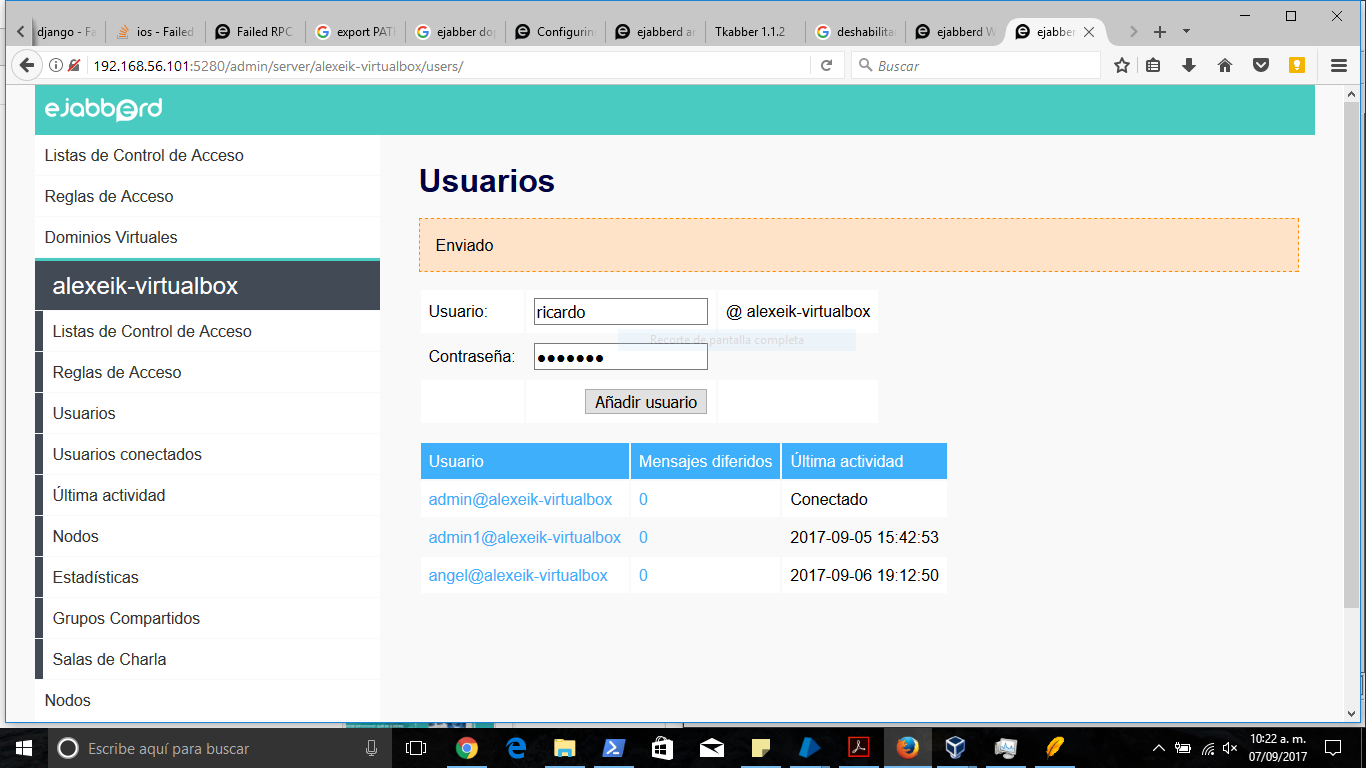 django - Fa
ios - Failed
Failed RPC
export PAT
ejabber do
Configurin
ejabberd a
Tkabber 1.1.2
deshabilita
ejabberd W
ejabber
192.168.56.101:5280/admin/server/alexeik-virtualbox/users/
Buscar
ejabberd
Listas de Control de Acceso
Reglas de Acceso
Dominios Virtuales
alexeik-virtualbox
Listas de Control de Acceso
Reglas de Acceso
Usuarios
Usuarios conectados
Última actividad
Nodos
Estadísticas
Grupos Compartidos
Salas de Charla
Nodos
Usuarios
Enviado
Usuario: ricardo @ alexeik-virtualbox
Recorte de pantalla completa
Contraseña: ●●●●●●●
Añadir usuario
Usuario Mensajes diferidos Última actividad
admin@alexeik-virtualbox 0 Conectado
admin1@alexeik-virtualbox 0 2017-09-05 15:42:53
angel@alexeik-virtualbox 0 2017-09-06 19:12:50
Escribe aquí para buscar
10:22 a. m.
07/09/2017